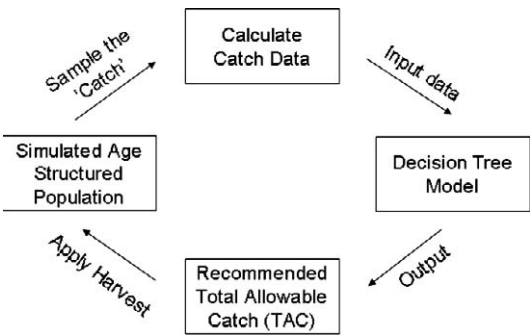 Calculate
Catch Data
Sample the
'Catch'
Input data
Simulated Age
Structured
Population
Decision Tree
Model
Apply Harvest
Recommended
Total Allowable
Catch (TAC)
Output